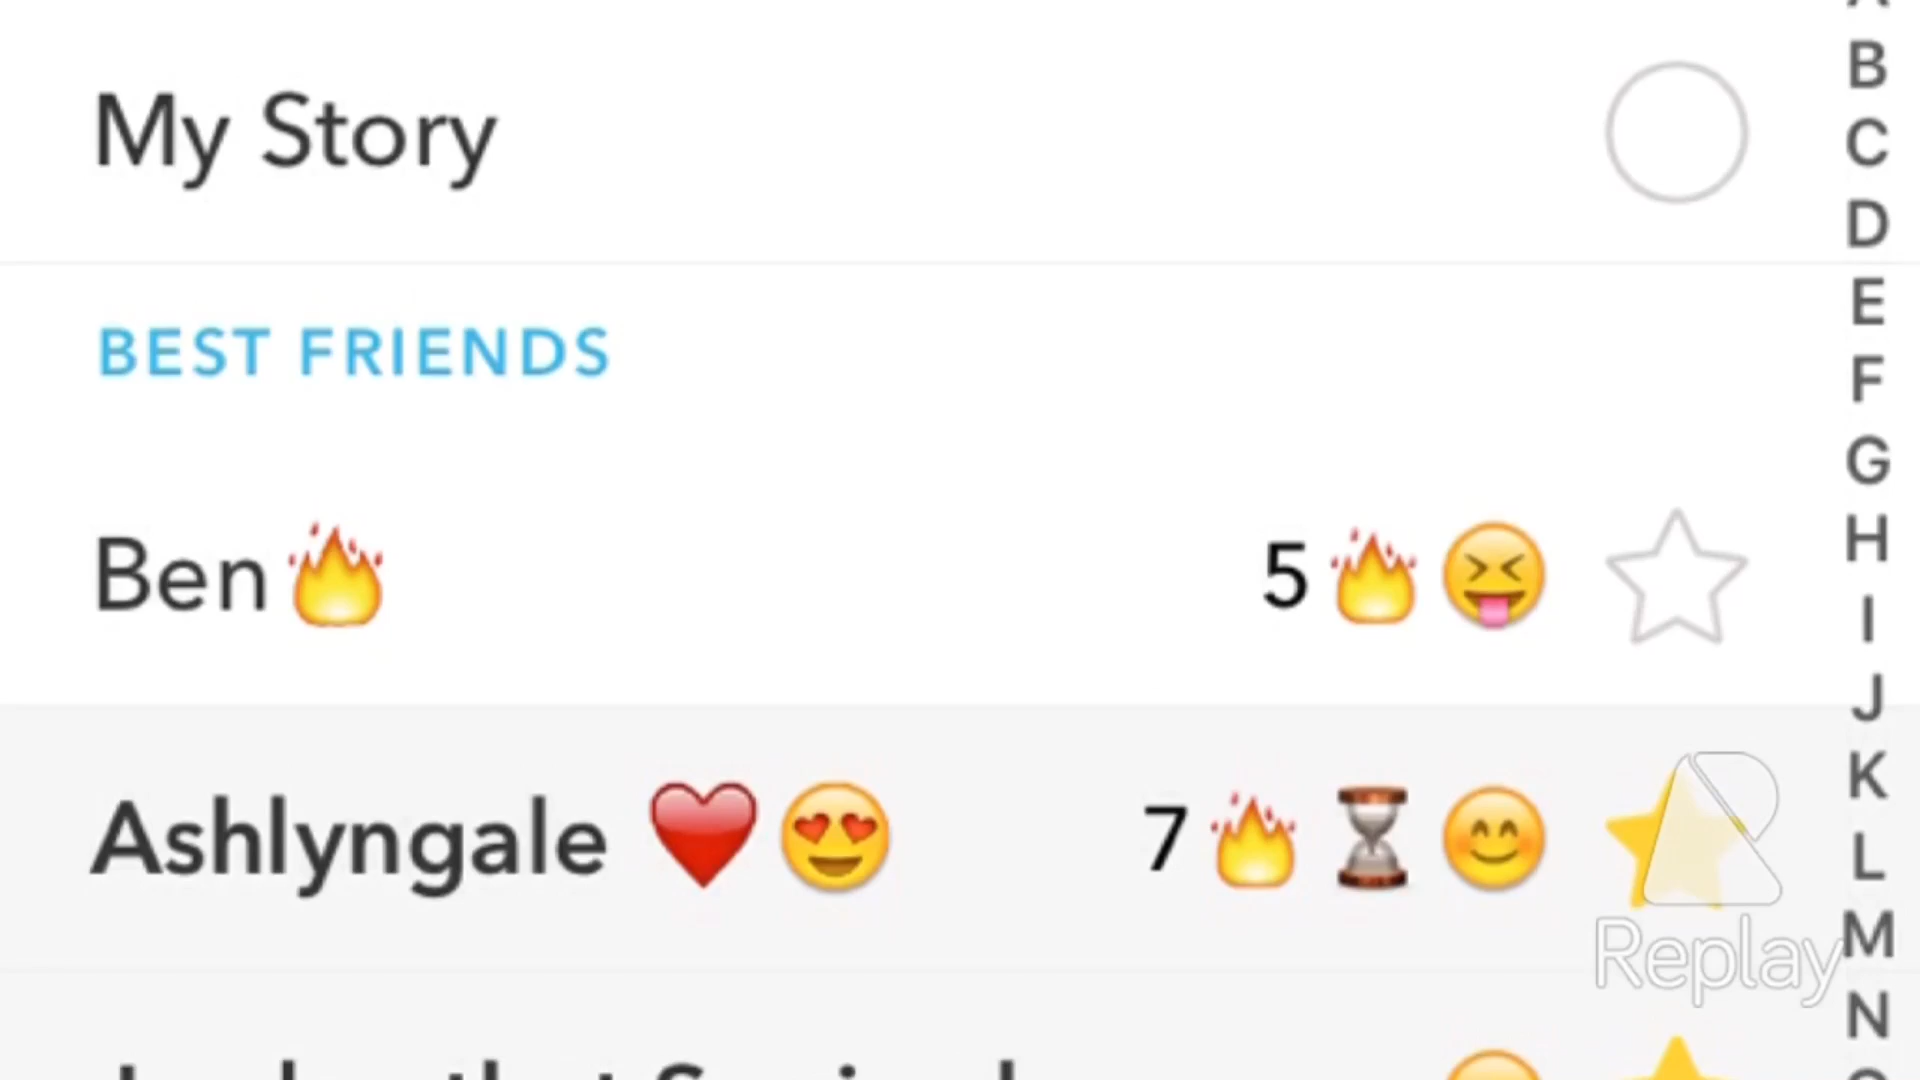 My Story
BEST FRIENDS
Ben🔥 5🔥😝
Ashlyngale ❤️😍 7🔥⌛😊
Replay
B
C
D
E
F
G
H
I
J
K
L
M
N